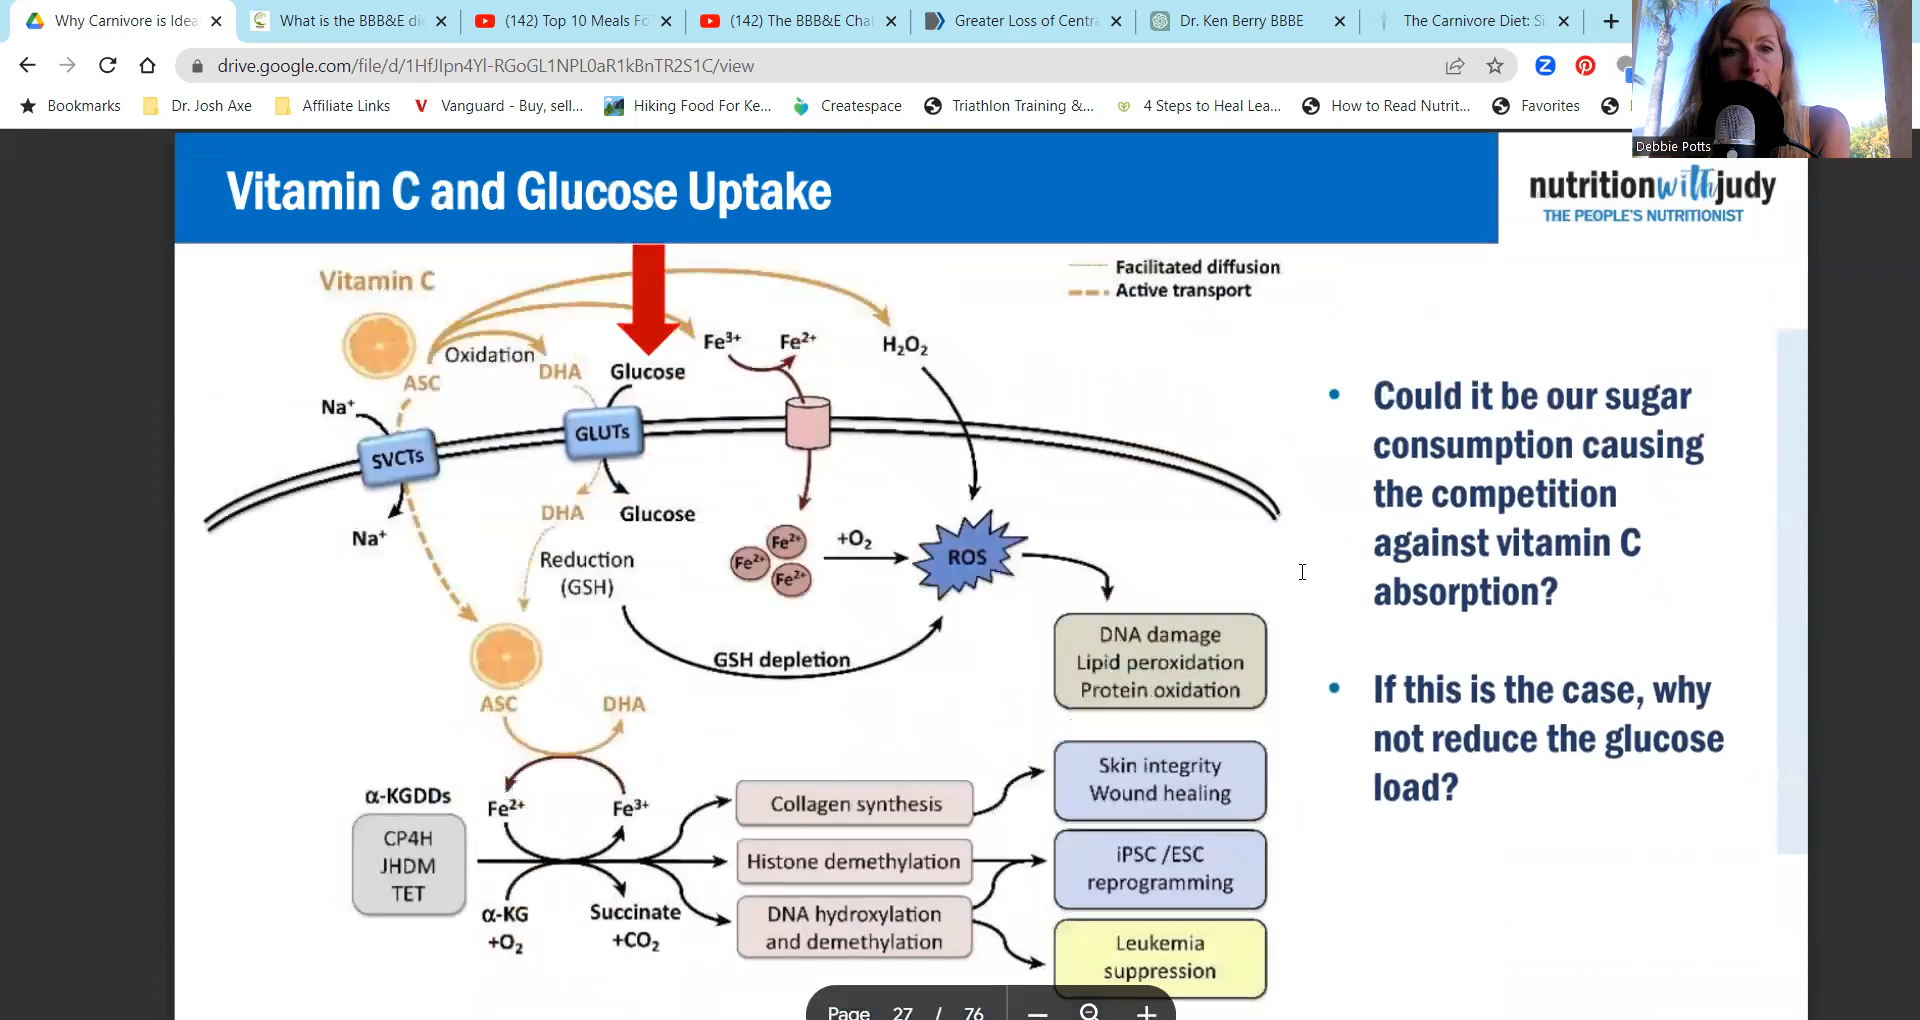 Why Carnivore is Idea
What is the BBB&E di
(142) Top 10 Meals Fo
(142) The BBB&E Cha
Greater Loss of Centra
Dr. Ken Berry BBBE
The Carnivore Diet: Si
drive.google.com/file/d/1HfJIpn4Yl-RGoGL1NPL0aR1kBnTR2S1C/view
Bookmarks
Dr. Josh Axe
Affiliate Links
Vanguard - Buy, sell...
Hiking Food For Ke...
Createspace
Triathlon Training &...
4 Steps to Heal Lea...
How to Read Nutrit...
Favorites
Debbie Potts
Vitamin C and Glucose Uptake
nutritionwithjudy
THE PEOPLE'S NUTRITIONIST
Vitamin C
Facilitated diffusion
Active transport
Oxidation
ASC
DHA
Glucose
Fe³⁺
Fe²⁺
H₂O₂
Na⁺
SVCTs
GLUTs
Na⁺
DHA
Glucose
Reduction
(GSH)
Fe²⁺
Fe²⁺
Fe²⁺
+O₂
ROS
GSH depletion
DNA damage
Lipid peroxidation
Protein oxidation
ASC
DHA
α-KGDDs
CP4H
JHDM
TET
Fe²⁺
Fe³⁺
α-KG
+O₂
Succinate
+CO₂
Collagen synthesis
Histone demethylation
DNA hydroxylation
and demethylation
Skin integrity
Wound healing
iPSC /ESC
reprogramming
Leukemia
suppression
• Could it be our sugar
consumption causing
the competition
against vitamin C
absorption?
• If this is the case, why
not reduce the glucose
load?
Page 27 / 76